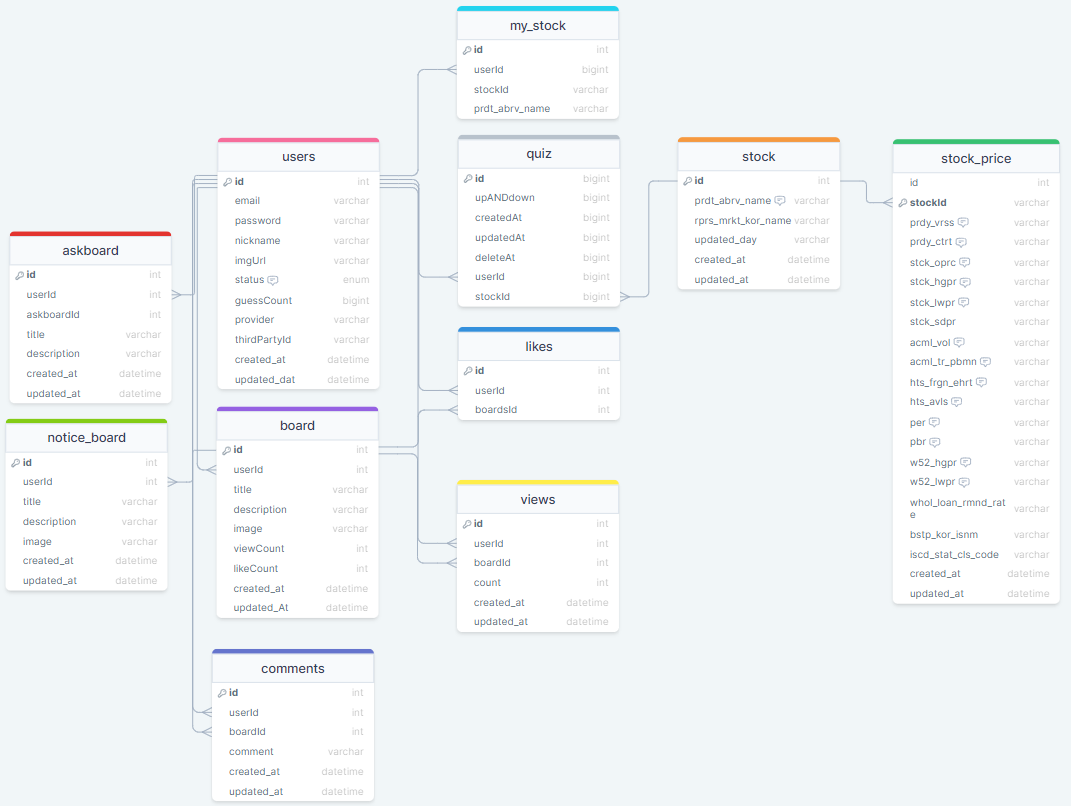 my_stock
id int
userId bigint
stockId varchar
prdt_abrv_name varchar
users
id int
email varchar
password varchar
nickname varchar
imgUrl varchar
status enum
guessCount bigint
provider varchar
thirdPartyId varchar
created_at datetime
updated_dat datetime
quiz
id bigint
upANDdown bigint
createdAt bigint
updatedAt bigint
deleteAt bigint
userId bigint
stockId bigint
stock
id int
prdt_abrv_name varchar
rprs_mrkt_kor_name varchar
updated_day varchar
created_at datetime
updated_at datetime
stock_price
id int
stockId varchar
prdy_vrss varchar
prdy_ctrt varchar
stck_oprc varchar
stck_hgpr varchar
stck_lwpr varchar
stck_sdpr varchar
acml_vol varchar
acml_tr_pbmn varchar
hts_frgn_ehrt varchar
hts_avls varchar
per varchar
pbr varchar
w52_hgpr varchar
w52_lwpr varchar
whol_loan_rmnd_rat
e varchar
bstp_kor_isnm varchar
iscd_stat_cls_code varchar
created_at datetime
updated_at datetime
askboard
id int
userId int
askboardId int
title varchar
description varchar
created_at datetime
updated_at datetime
likes
id int
userId int
boardsId int
notice_board
id int
userId int
title varchar
description varchar
image varchar
created_at datetime
updated_at datetime
board
id int
userId int
title varchar
description varchar
image varchar
viewCount int
likeCount int
created_at datetime
updated_At datetime
views
id int
userId int
boardId int
count int
created_at datetime
updated_at datetime
comments
id int
userId int
boardId int
comment varchar
created_at datetime
updated_at datetime